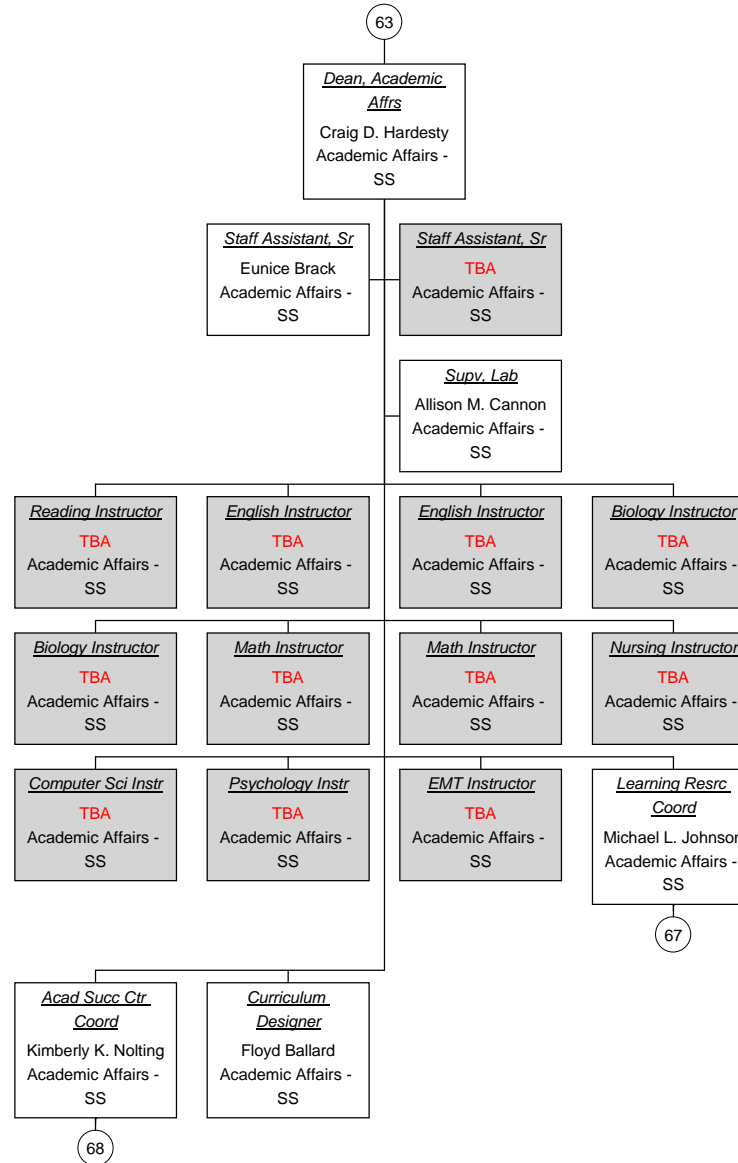 63
Dean, Academic
Affrs
Craig D. Hardesty
Academic Affairs -
SS
Staff Assistant, Sr
Eunice Brack
Academic Affairs -
SS
Staff Assistant, Sr
TBA
Academic Affairs -
SS
Supv, Lab
Allison M. Cannon
Academic Affairs -
SS
Reading Instructor
TBA
Academic Affairs -
SS
English Instructor
TBA
Academic Affairs -
SS
English Instructor
TBA
Academic Affairs -
SS
Biology Instructor
TBA
Academic Affairs -
SS
Biology Instructor
TBA
Academic Affairs -
SS
Math Instructor
TBA
Academic Affairs -
SS
Math Instructor
TBA
Academic Affairs -
SS
Nursing Instructor
TBA
Academic Affairs -
SS
Computer Sci Instr
TBA
Academic Affairs -
SS
Psychology Instr
TBA
Academic Affairs -
SS
EMT Instructor
TBA
Academic Affairs -
SS
Learning Resrc
Coord
Michael L. Johnson
Academic Affairs -
SS
67
Acad Succ Ctr
Coord
Kimberly K. Nolting
Academic Affairs -
SS
68
Curriculum
Designer
Floyd Ballard
Academic Affairs -
SS